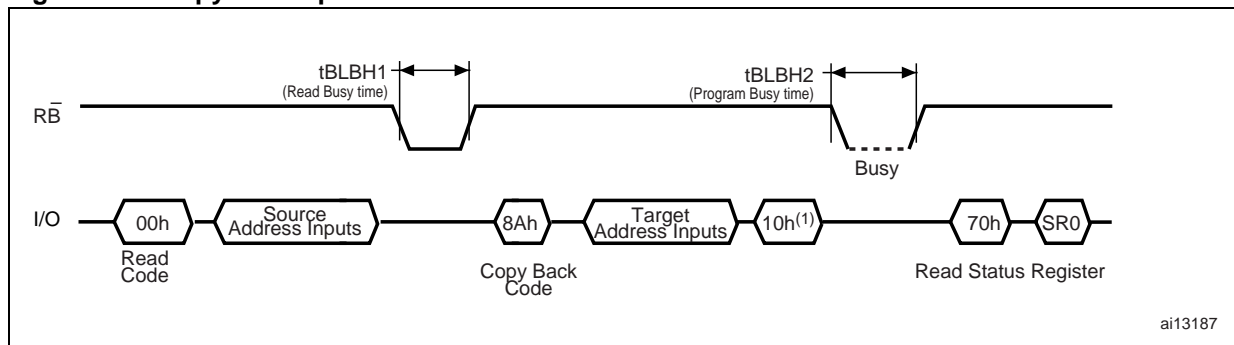 tBLBH1
(Read Busy time)
tBLBH2
(Program Busy time)
RB̅
Busy
I/O
00h
Source
Address Inputs
8Ah
Target
Address Inputs
10h(1)
70h
SR0
Read
Code
Copy Back
Code
Read Status Register
ai13187